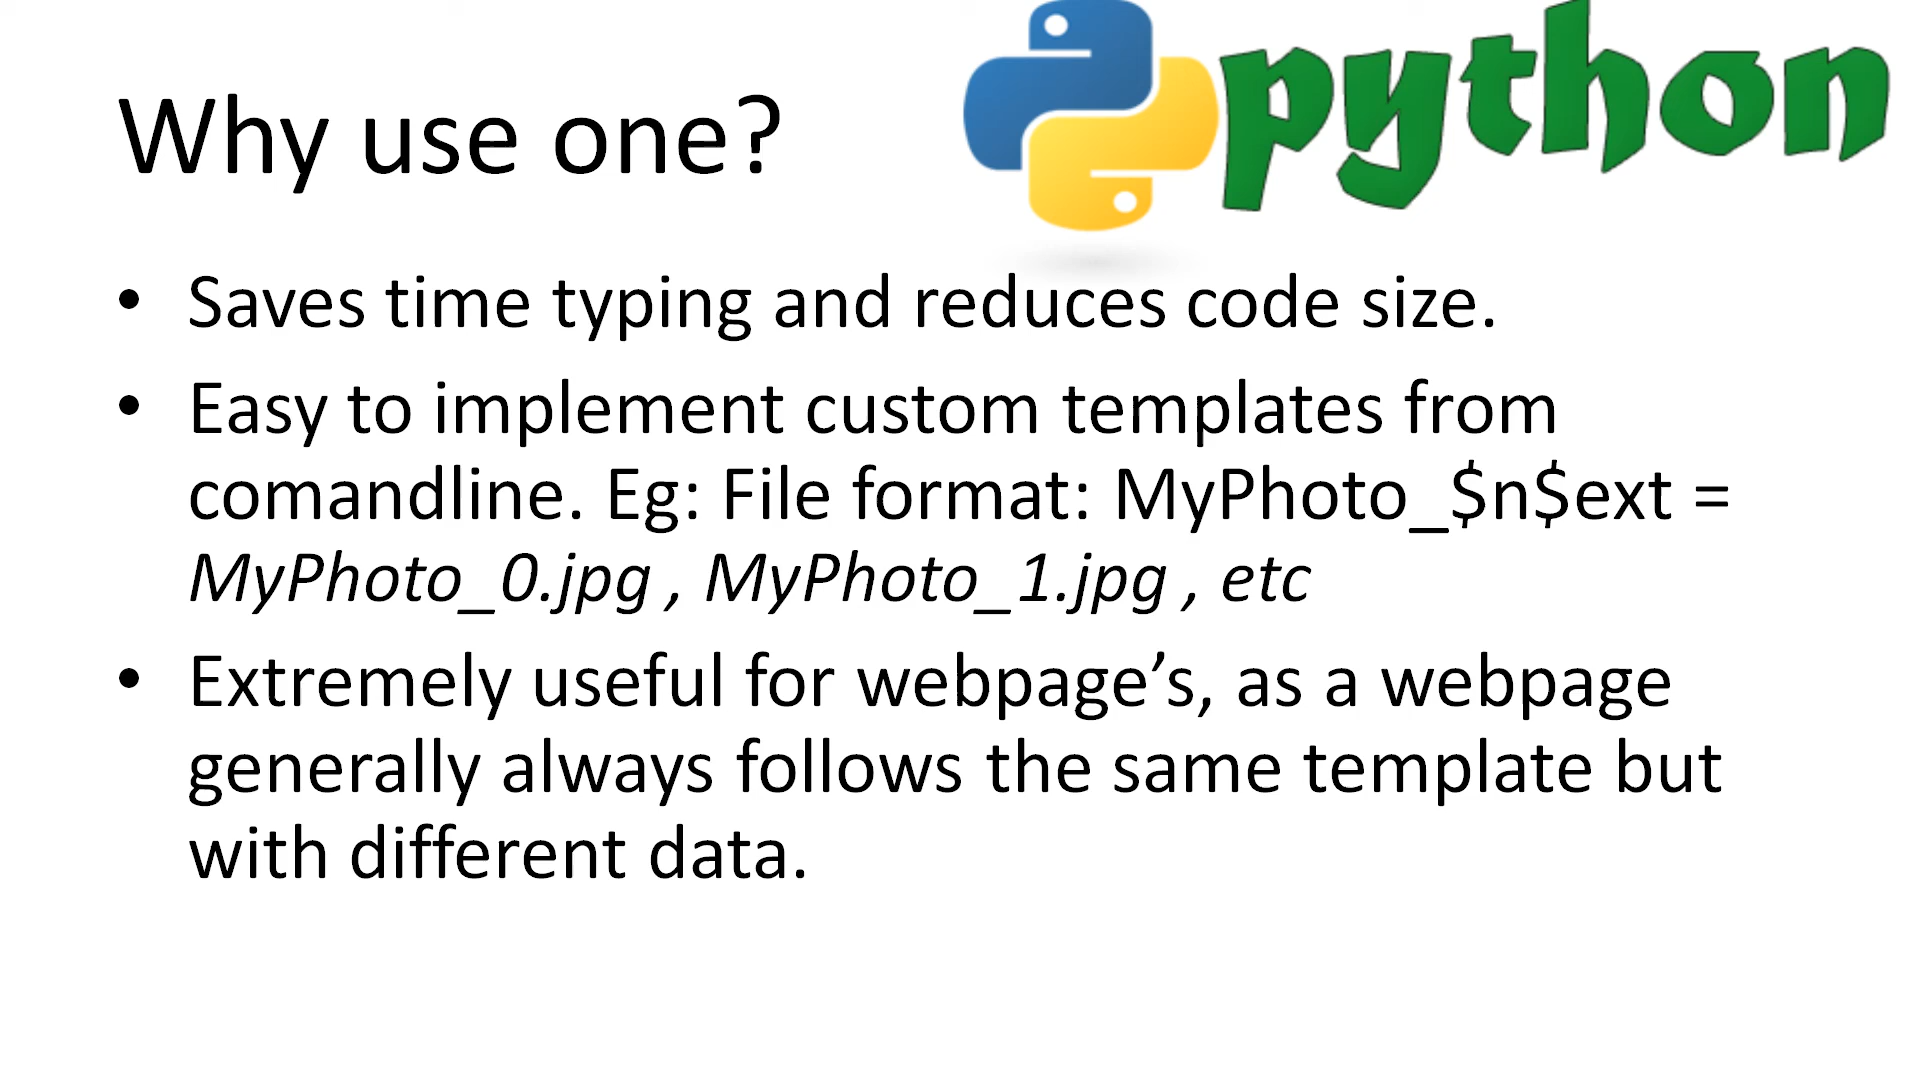 python
Why use one?
• Saves time typing and reduces code size.
• Easy to implement custom templates from
comandline. Eg: File format: MyPhoto_$n$ext =
MyPhoto_0.jpg , MyPhoto_1.jpg , etc
• Extremely useful for webpage’s, as a webpage
generally always follows the same template but
with different data.